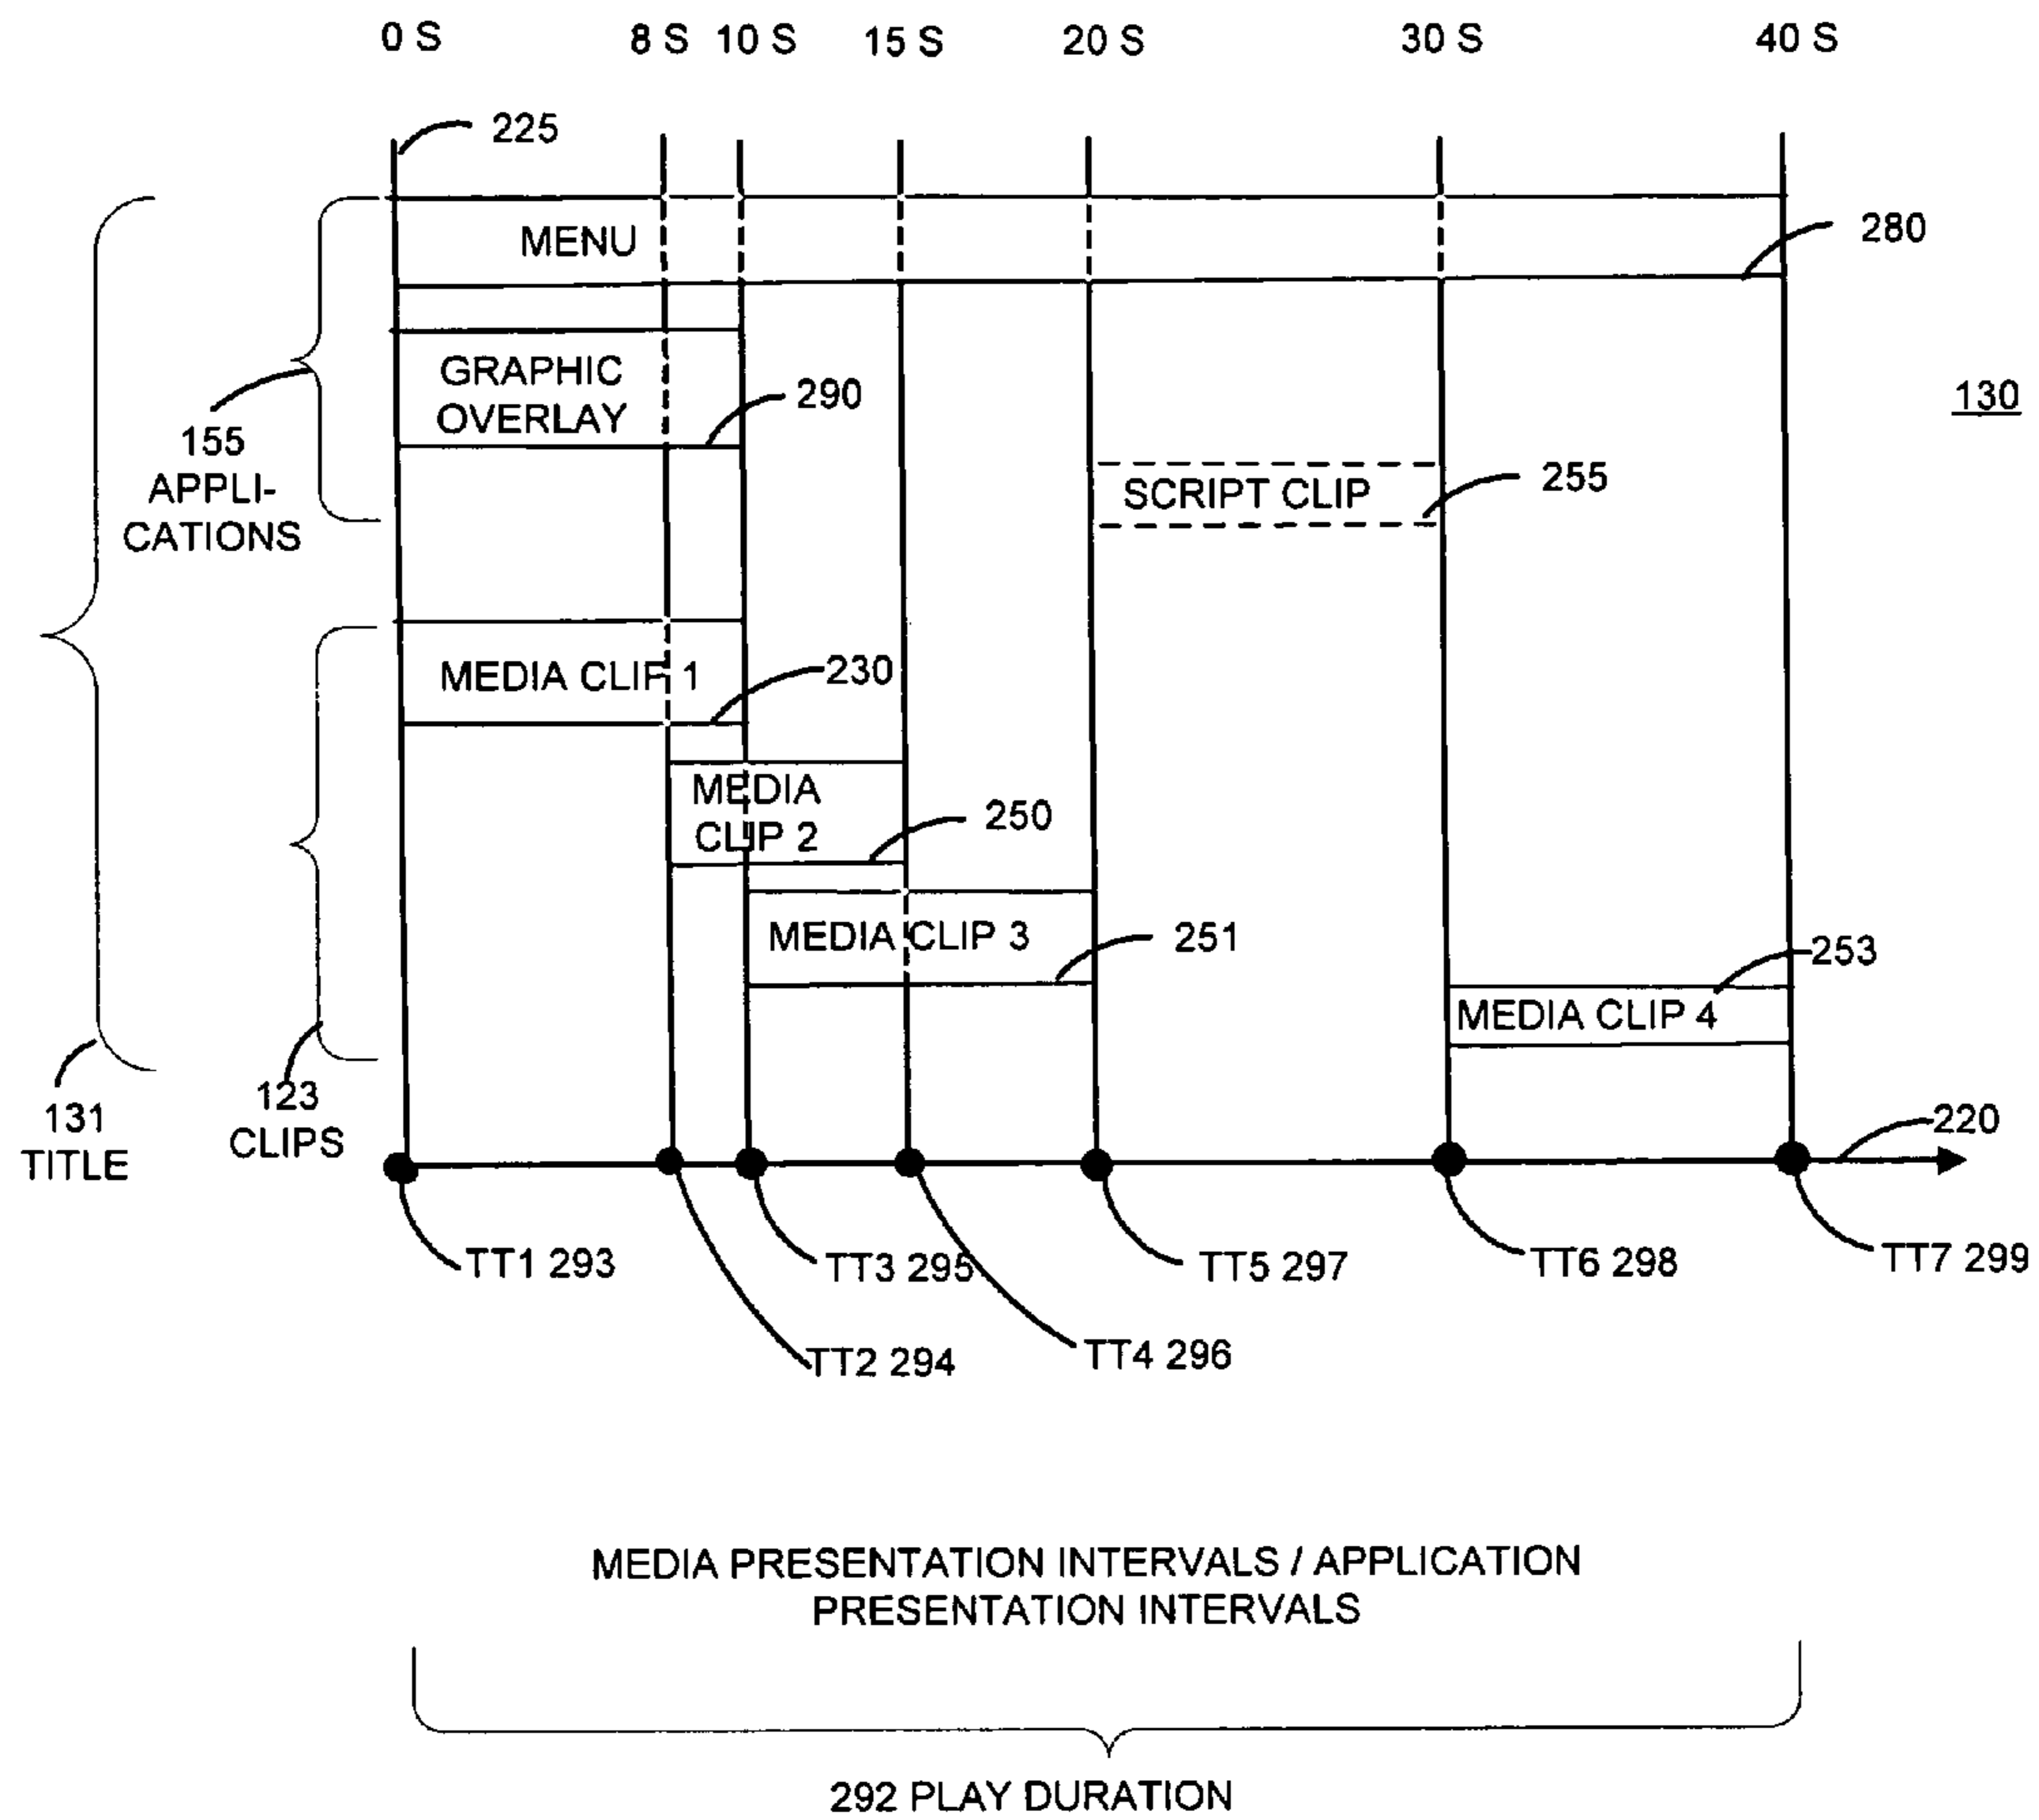 0 S 8 S 10 S 15 S 20 S 30 S 40 S
225
MENU
280
GRAPHIC
OVERLAY
290
130
155
APPLI-
CATIONS
SCRIPT CLIP
255
MEDIA CLIP 1
230
MEDIA
CLIP 2
250
MEDIA CLIP 3
251
253
MEDIA CLIP 4
131
TITLE
123
CLIPS
220
TT1 293
TT3 295
TT5 297
TT6 298
TT7 299
TT2 294
TT4 296
MEDIA PRESENTATION INTERVALS / APPLICATION
PRESENTATION INTERVALS
292 PLAY DURATION